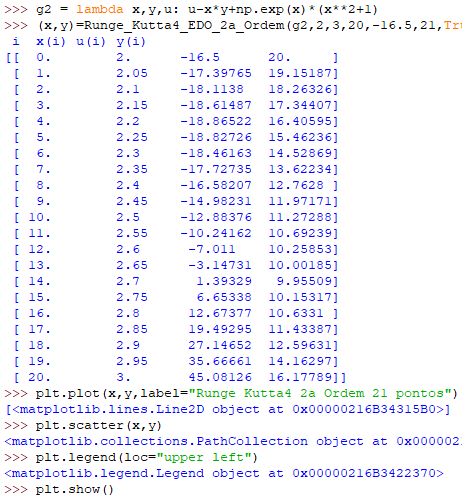 >>> g2 = lambda x,y,u: u-x*y+np.exp(x)*(x**2+1)
>>> (x,y)=Runge_Kutta4_EDO_2a_Ordem(g2,2,3,20,-16.5,21,Tr
i x(i) u(i) y(i)
[[ 0. 2. -16.5 20. ]
[ 1. 2.05 -17.39765 19.15187]
[ 2. 2.1 -18.1138 18.26326]
[ 3. 2.15 -18.61487 17.34407]
[ 4. 2.2 -18.86522 16.40595]
[ 5. 2.25 -18.82726 15.46236]
[ 6. 2.3 -18.46163 14.52869]
[ 7. 2.35 -17.72735 13.62234]
[ 8. 2.4 -16.58207 12.7628 ]
[ 9. 2.45 -14.98231 11.97171]
[ 10. 2.5 -12.88376 11.27288]
[ 11. 2.55 -10.24162 10.69239]
[ 12. 2.6 -7.011 10.25853]
[ 13. 2.65 -3.14731 10.00185]
[ 14. 2.7 1.39329 9.95509]
[ 15. 2.75 6.65338 10.15317]
[ 16. 2.8 12.67377 10.6331 ]
[ 17. 2.85 19.49295 11.43387]
[ 18. 2.9 27.14652 12.59631]
[ 19. 2.95 35.66661 14.16297]
[ 20. 3. 45.08126 16.17789]]
>>> plt.plot(x,y,label="Runge Kutta4 2a Ordem 21 pontos")
[<matplotlib.lines.Line2D object at 0x00000216B34315B0>]
>>> plt.scatter(x,y)
<matplotlib.collections.PathCollection object at 0x000002
>>> plt.legend(loc="upper left")
<matplotlib.legend.Legend object at 0x00000216B3422370>
>>> plt.show()